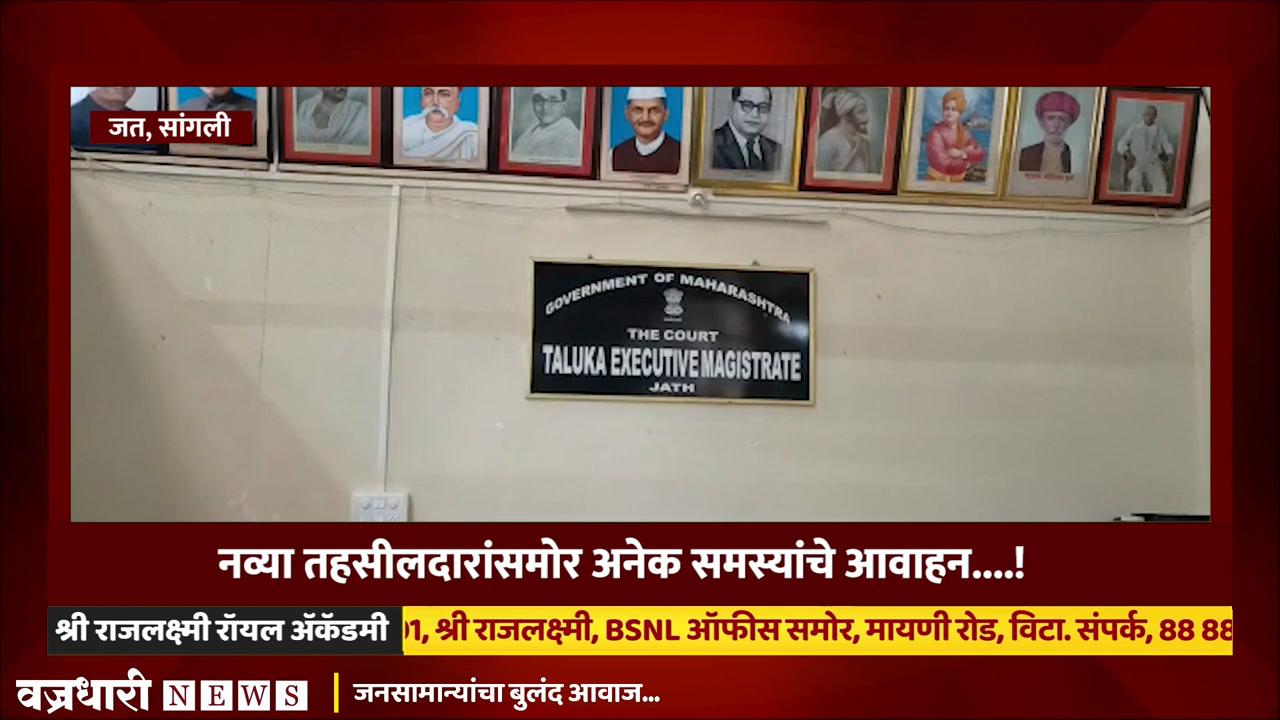 जत, सांगली
GOVERNMENT OF MAHARASHTRA
THE COURT
TALUKA EXECUTIVE MAGISTRATE
JATH
नव्या तहसीलदारांसमोर अनेक समस्यांचे आवाहन....!
श्री राजलक्ष्मी रॉयल ॲकॅडमी
श्री राजलक्ष्मी, BSNL ऑफीस समोर, मायणी रोड, विटा. संपर्क, 88 88
वज्रधारी NEWS
जनसामान्यांचा बुलंद आवाज...